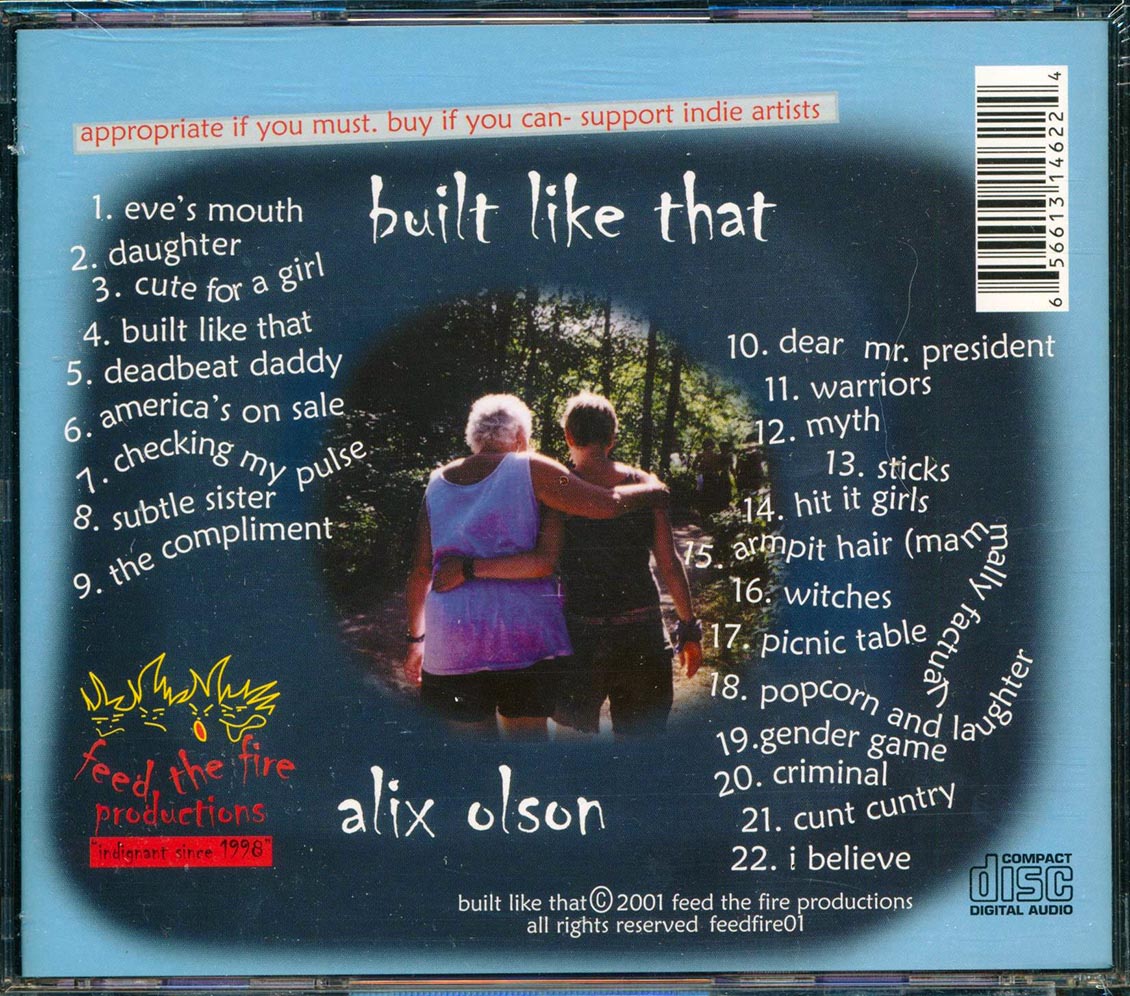 appropriate if you must. buy if you can- support indie artists
built like that
1. eve's mouth
2. daughter
3. cute for a girl
4. built like that
5. deadbeat daddy
6. america's on sale
7. checking my pulse
8. subtle sister
9. the compliment
10. dear mr. president
11. warriors
12. myth
13. sticks
14. hit it girls
15. armpit hair (mammally factual)
16. witches
17. picnic table
18. popcorn and laughter
19. gender game
20. criminal
21. cunt cuntry
22. i believe
feed the fire
productions
"indignant since 1998"
alix olson
built like that © 2001 feed the fire productions
all rights reserved feedfire01
COMPACT
disc
DIGITAL AUDIO
6 56613 14622 4